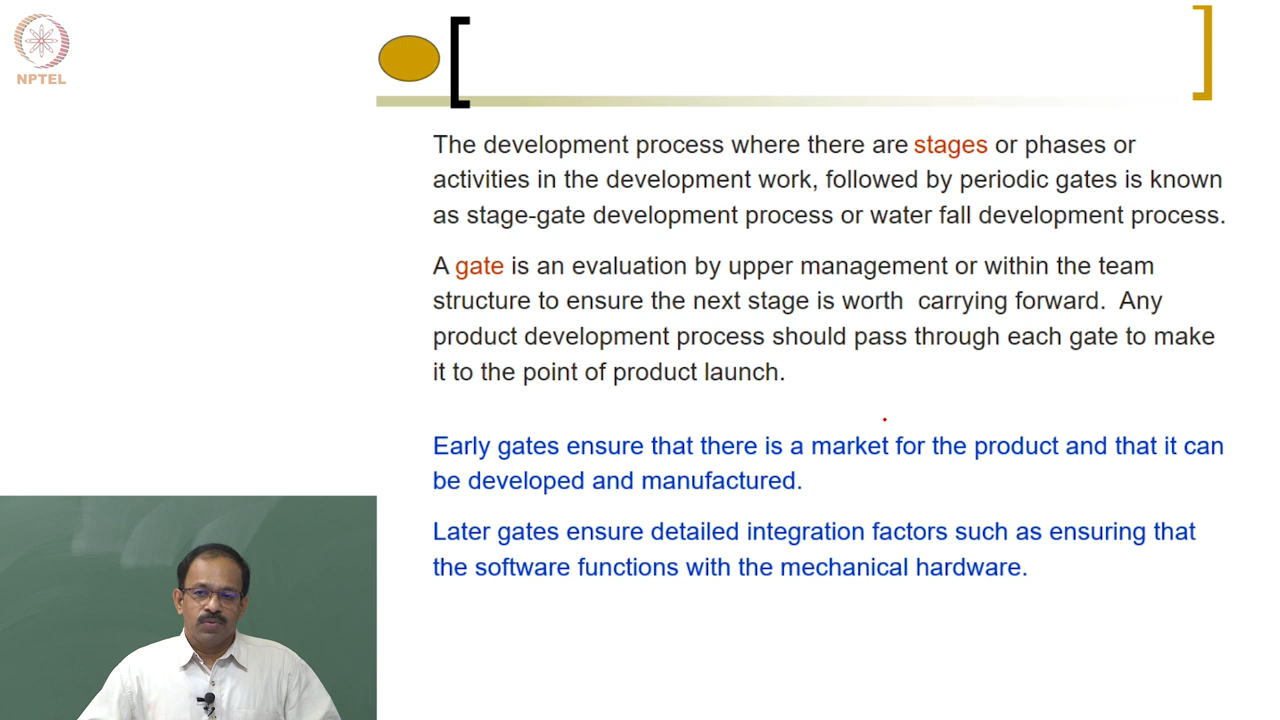 NPTEL
The development process where there are stages or phases or
activities in the development work, followed by periodic gates is known
as stage-gate development process or water fall development process.
A gate is an evaluation by upper management or within the team
structure to ensure the next stage is worth carrying forward. Any
product development process should pass through each gate to make
it to the point of product launch.
Early gates ensure that there is a market for the product and that it can
be developed and manufactured.
Later gates ensure detailed integration factors such as ensuring that
the software functions with the mechanical hardware.